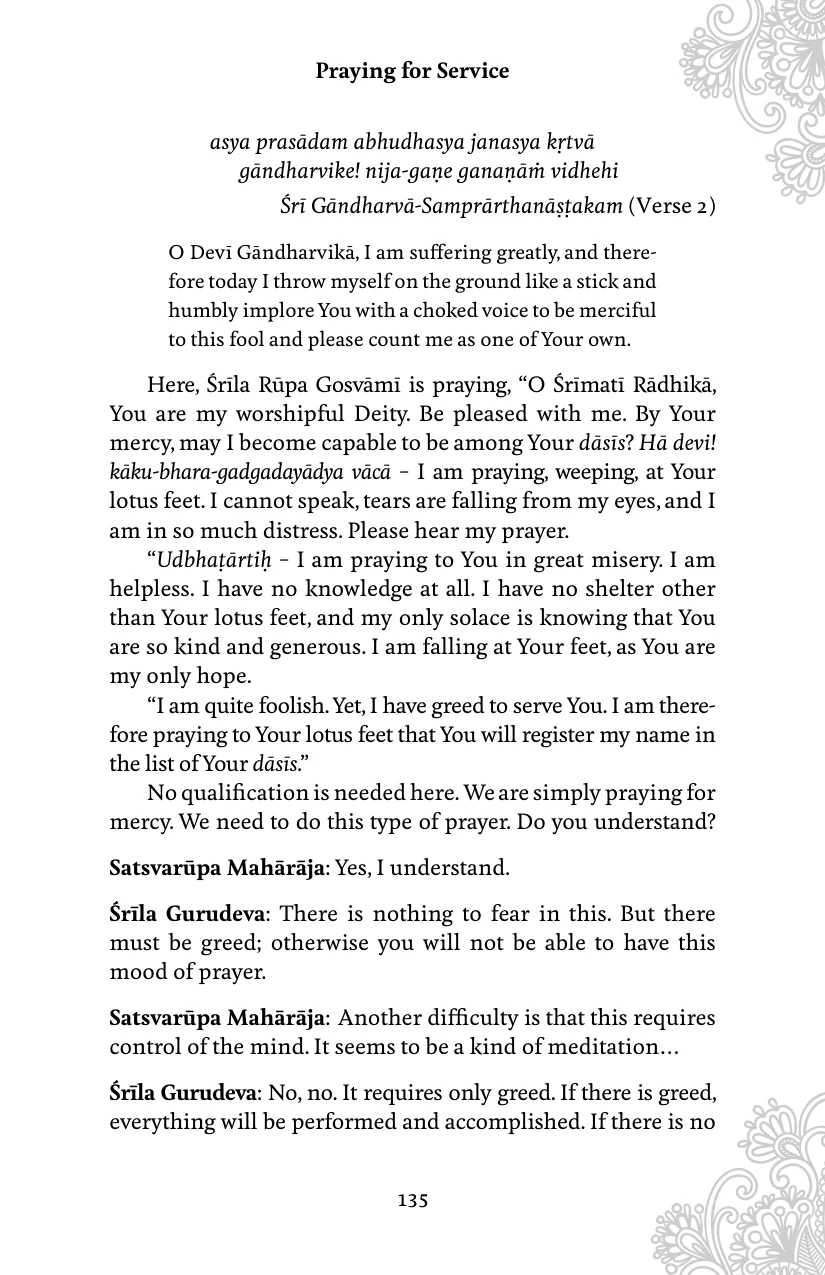 Praying for Service
asya prasādam abhudhasya janasya kṛtvā
gāndharvike! nija-gaṇe ganaṇāṁ vidhehi
Śrī Gāndharvā-Samprārthanāṣṭakam (Verse 2)
O Devī Gāndharvikā, I am suffering greatly, and there-
fore today I throw myself on the ground like a stick and
humbly implore You with a choked voice to be merciful
to this fool and please count me as one of Your own.
Here, Śrīla Rūpa Gosvāmī is praying, “O Śrīmatī Rādhikā,
You are my worshipful Deity. Be pleased with me. By Your
mercy, may I become capable to be among Your dāsīs? Hā devi!
kāku-bhara-gadgadayādya vācā – I am praying, weeping, at Your
lotus feet. I cannot speak, tears are falling from my eyes, and I
am in so much distress. Please hear my prayer.
“Udbhaṭārtiḥ – I am praying to You in great misery. I am
helpless. I have no knowledge at all. I have no shelter other
than Your lotus feet, and my only solace is knowing that You
are so kind and generous. I am falling at Your feet, as You are
my only hope.
“I am quite foolish. Yet, I have greed to serve You. I am there-
fore praying to Your lotus feet that You will register my name in
the list of Your dāsīs.”
No qualification is needed here. We are simply praying for
mercy. We need to do this type of prayer. Do you understand?
Satsvarūpa Mahārāja: Yes, I understand.
Śrīla Gurudeva: There is nothing to fear in this. But there
must be greed; otherwise you will not be able to have this
mood of prayer.
Satsvarūpa Mahārāja: Another difficulty is that this requires
control of the mind. It seems to be a kind of meditation…
Śrīla Gurudeva: No, no. It requires only greed. If there is greed,
everything will be performed and accomplished. If there is no
135